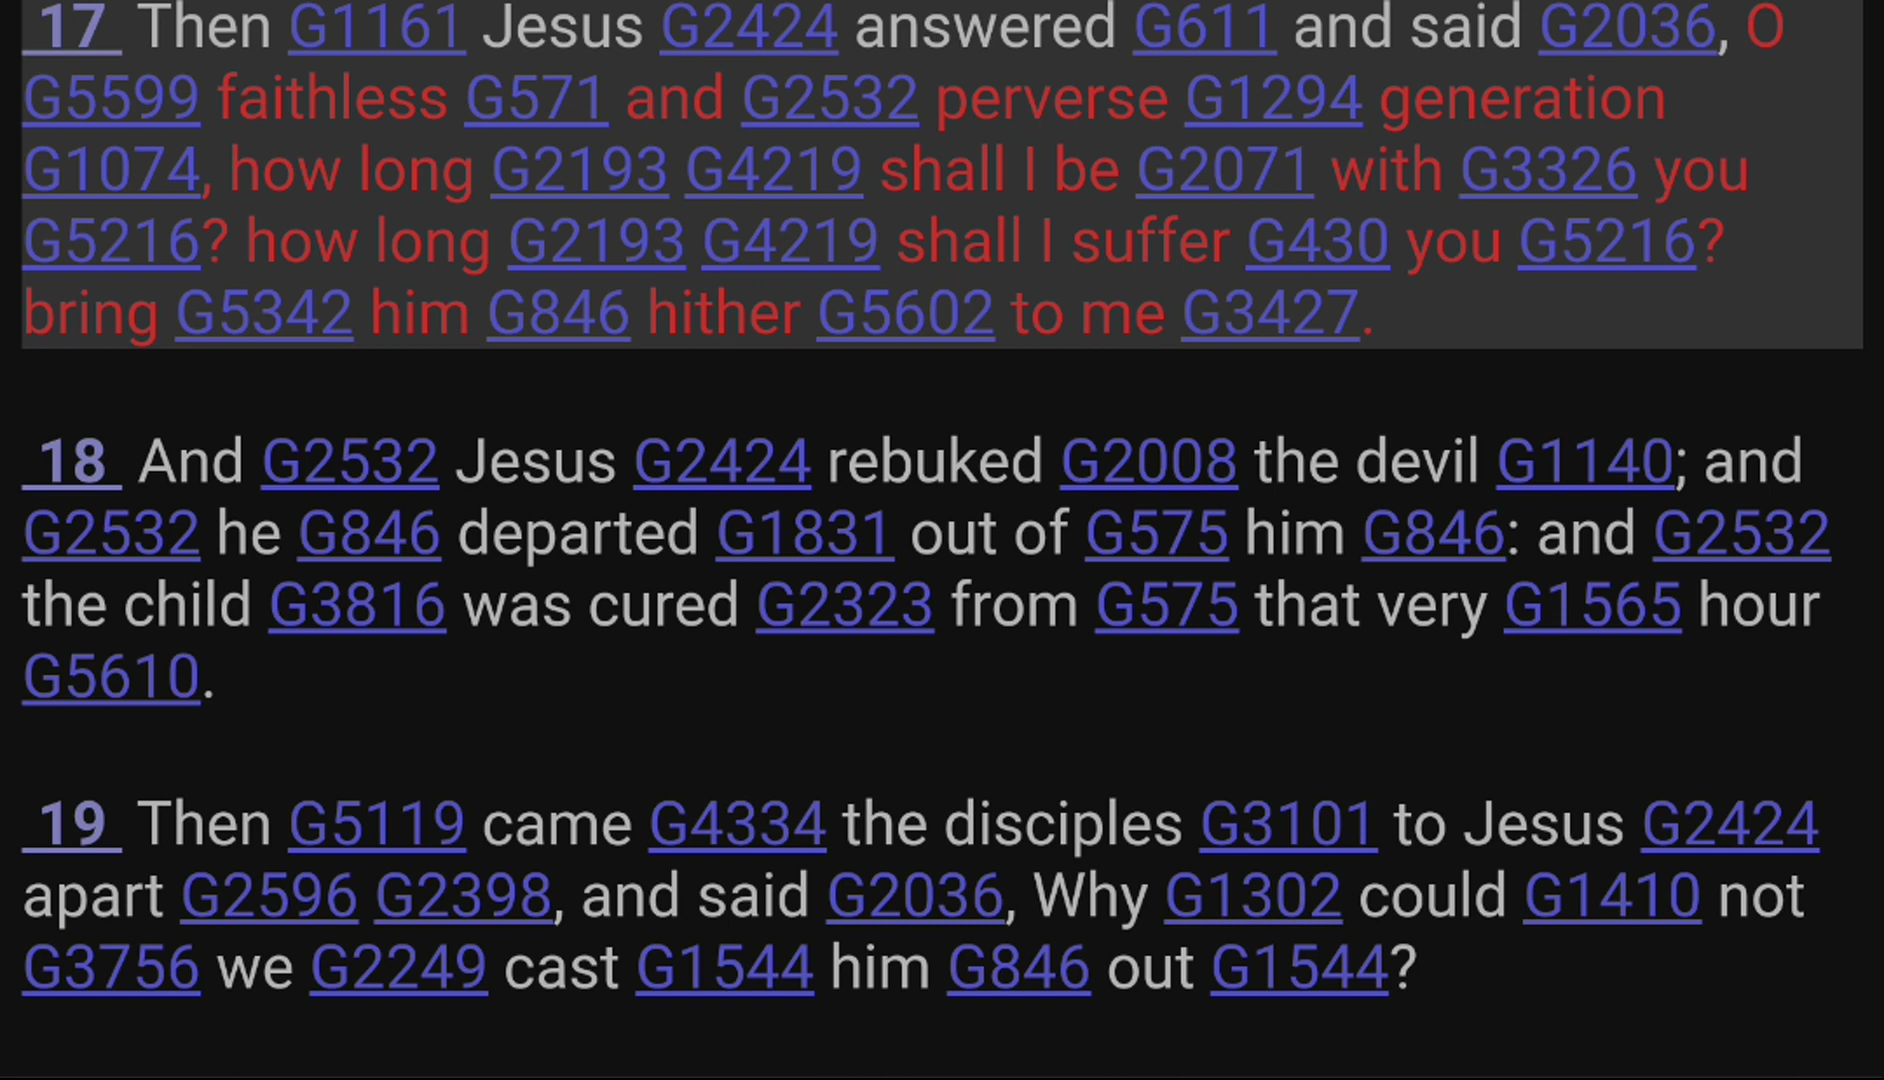 17 Then G1161 Jesus G2424 answered G611 and said G2036, O
G5599 faithless G571 and G2532 perverse G1294 generation
G1074, how long G2193 G4219 shall I be G2071 with G3326 you
G5216? how long G2193 G4219 shall I suffer G430 you G5216?
bring G5342 him G846 hither G5602 to me G3427.
18 And G2532 Jesus G2424 rebuked G2008 the devil G1140; and
G2532 he G846 departed G1831 out of G575 him G846: and G2532
the child G3816 was cured G2323 from G575 that very G1565 hour
G5610.
19 Then G5119 came G4334 the disciples G3101 to Jesus G2424
apart G2596 G2398, and said G2036, Why G1302 could G1410 not
G3756 we G2249 cast G1544 him G846 out G1544?